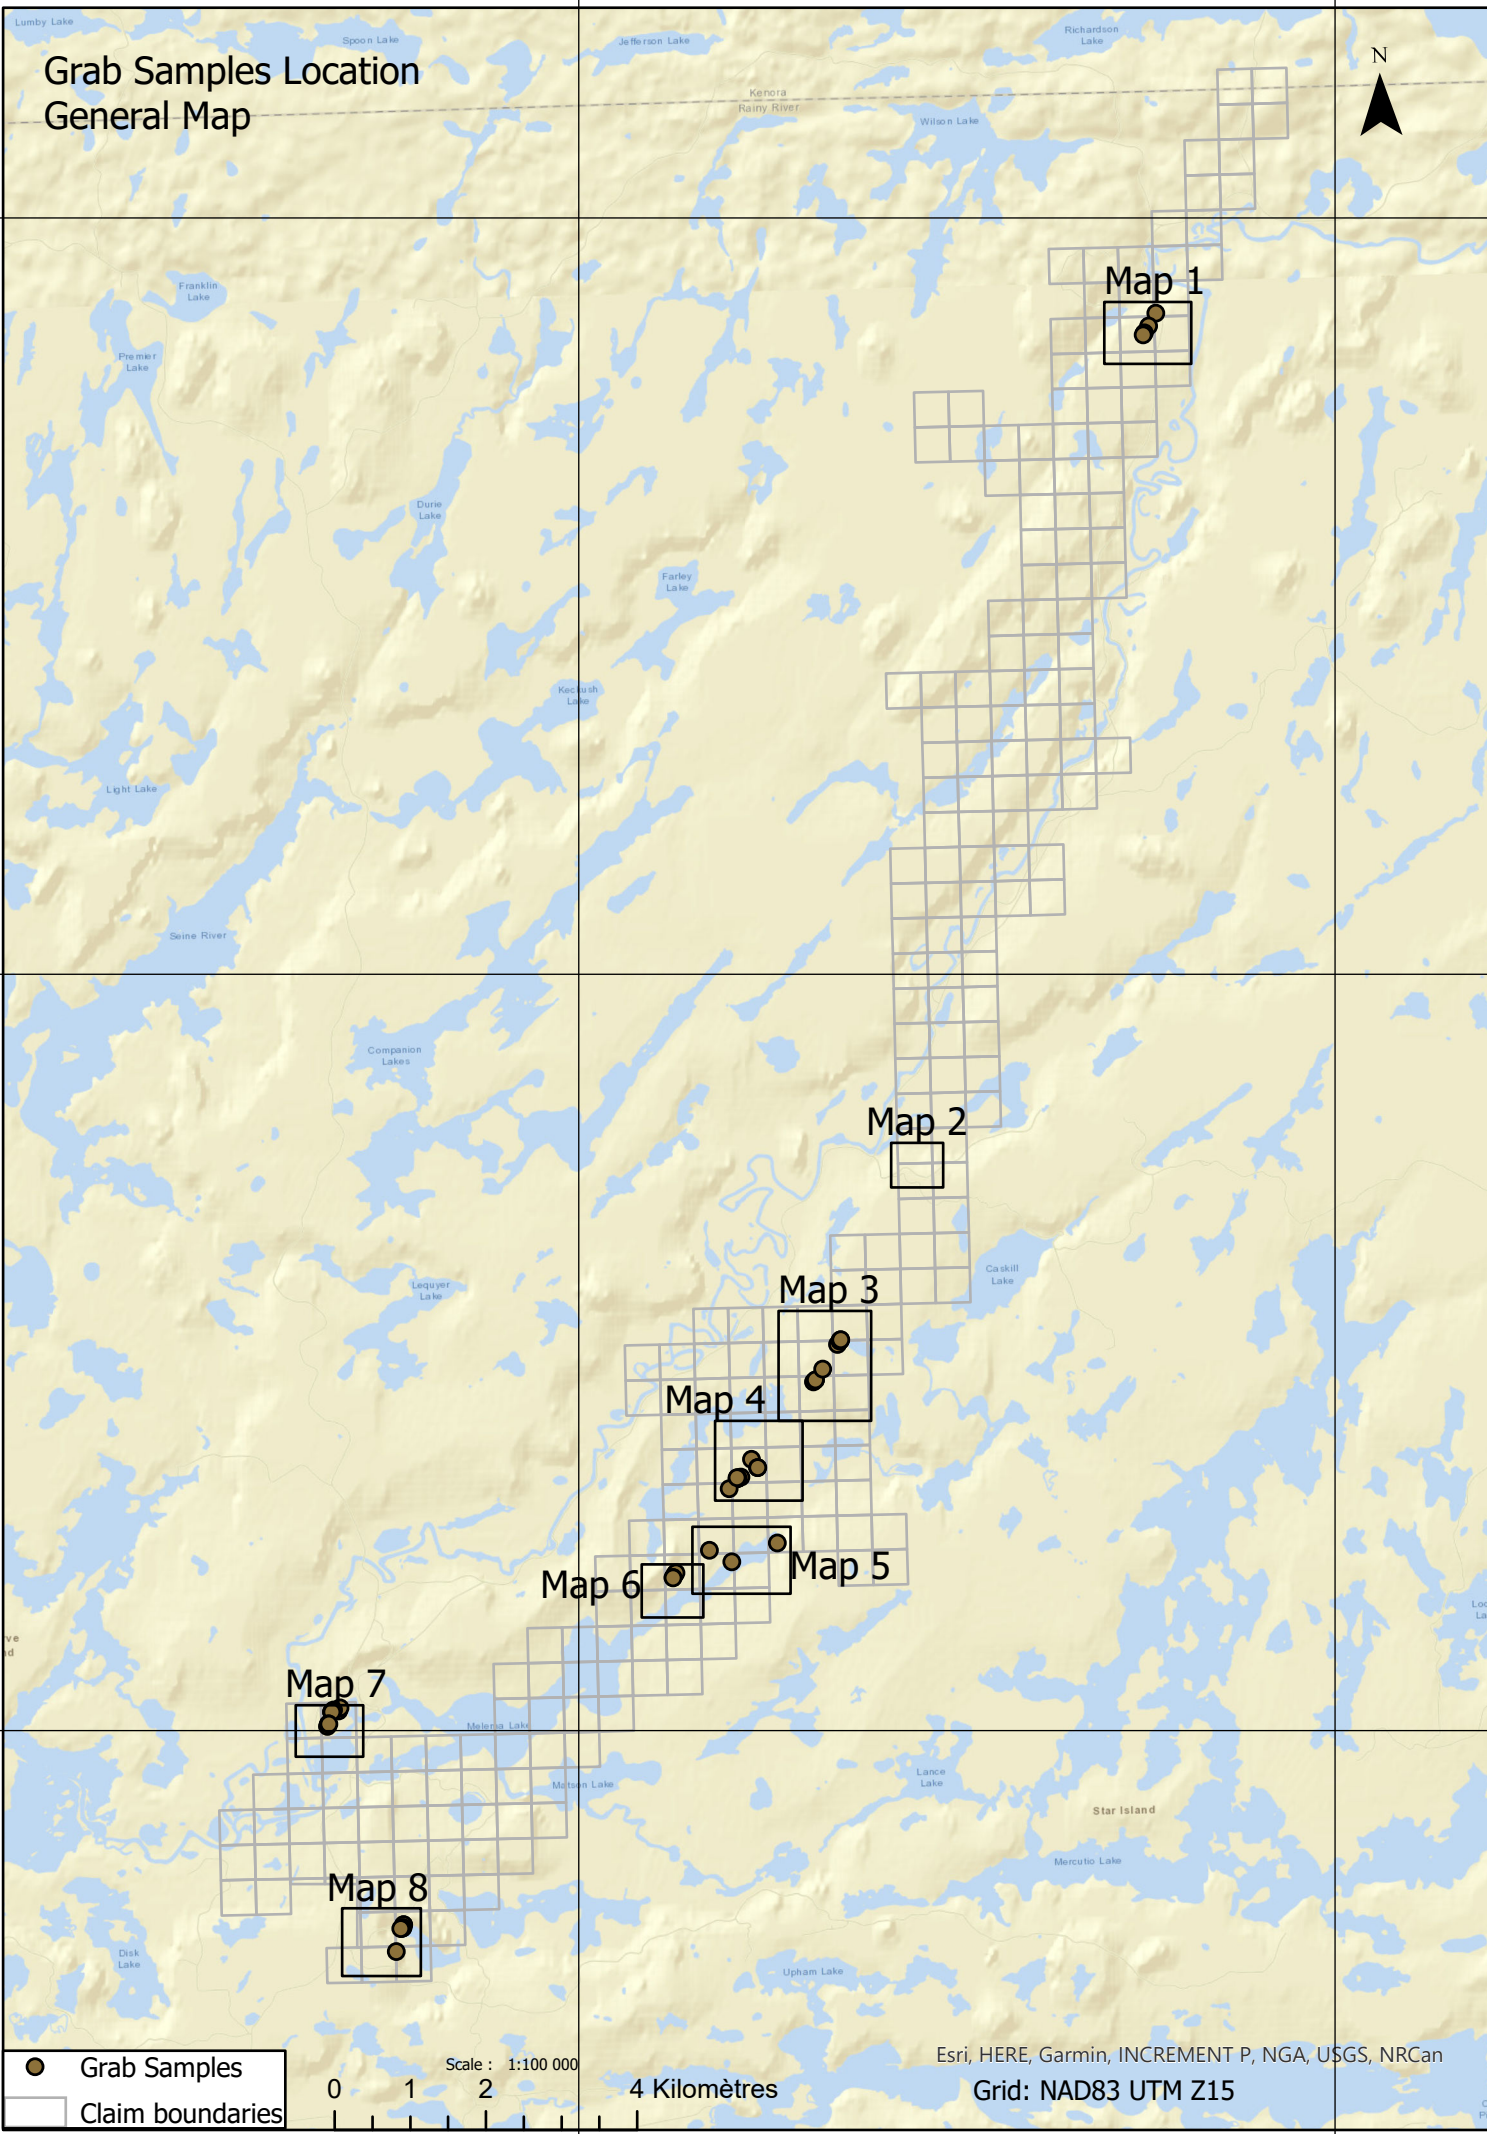 Lumby Lake
Spoon Lake
Jefferson Lake
Richardson
Lake
N
Grab Samples Location
General Map
Kenora
Rainy River
Wilson Lake
Map 1
Franklin
Lake
Premier
Lake
Durie
Lake
Farley
Lake
Keckush
Lake
Light Lake
Seine River
Companion
Lakes
Map 2
Caskill
Lake
Lequyer
Lake
Map 3
Map 4
Map 5
Map 6
Map 7
Melema Lake
Matson Lake
Lance
Lake
Star Island
Mercutio Lake
Map 8
Disk
Lake
Upham Lake
Grab Samples
Claim boundaries
Scale : 1:100 000
0 1 2 4 Kilomètres
Esri, HERE, Garmin, INCREMENT P, NGA, USGS, NRCan
Grid: NAD83 UTM Z15